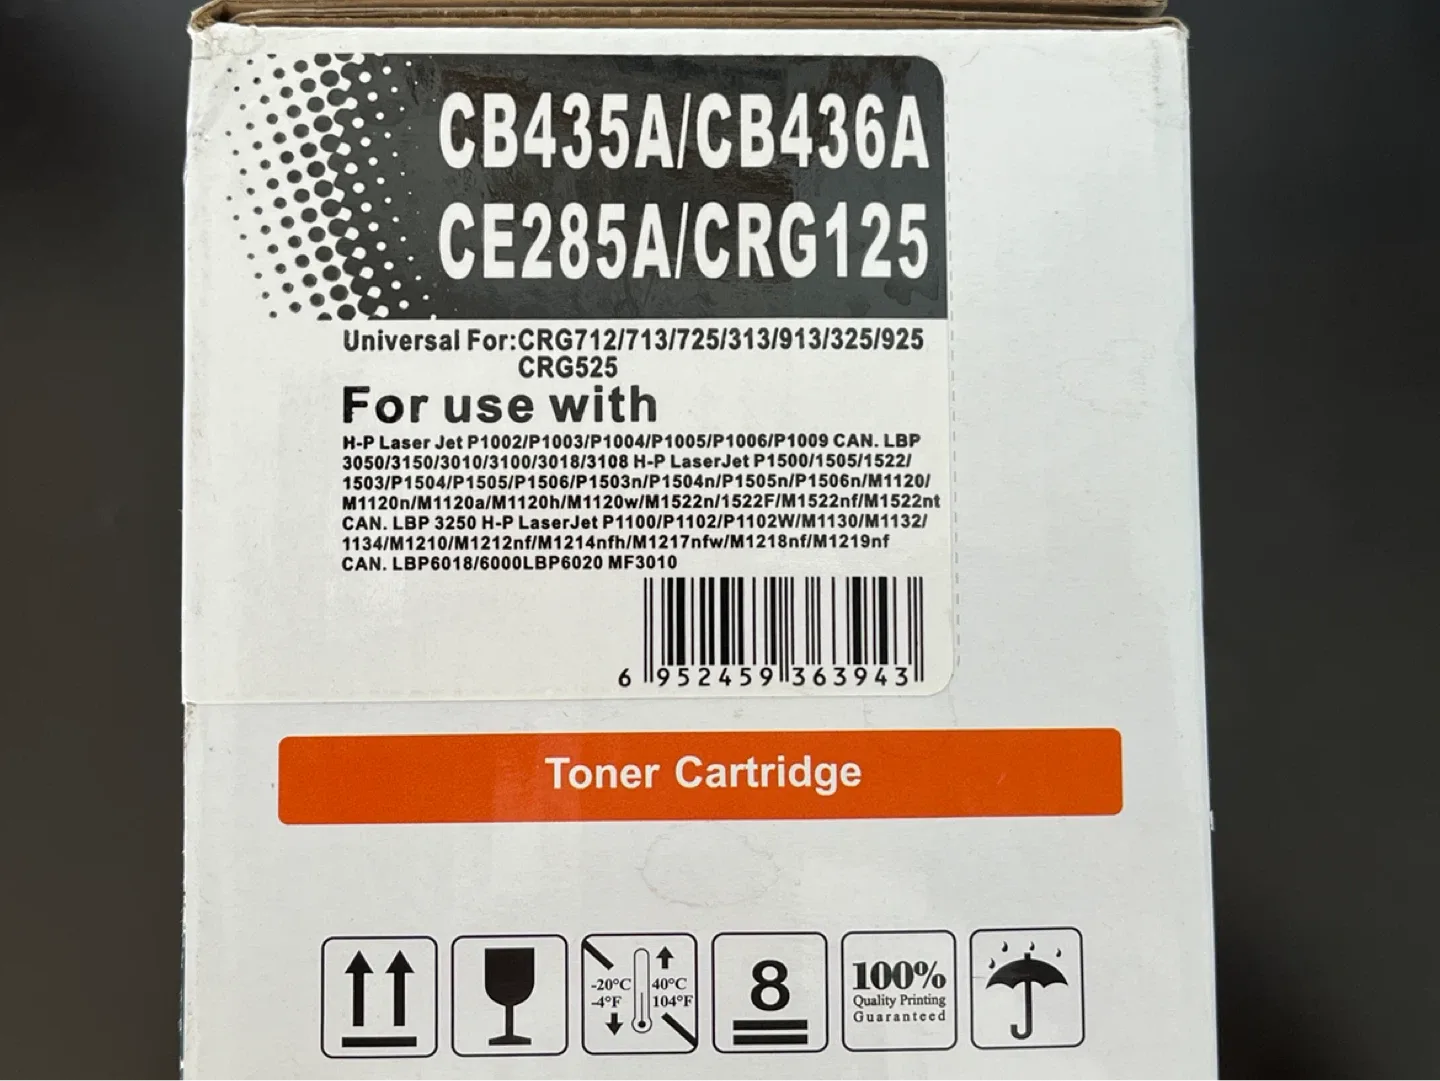 CB435A/CB436A
CE285A/CRG125
Universal For:CRG712/713/725/313/913/325/925
CRG525
For use with
H-P Laser Jet P1002/P1003/P1004/P1005/P1006/P1009 CAN. LBP
3050/3150/3010/3100/3018/3108 H-P LaserJet P1500/1505/1522/
1503/P1504/P1505/P1506/P1503n/P1504n/P1505n/P1506n/M1120/
M1120n/M1120a/M1120h/M1120w/M1522n/1522F/M1522nf/M1522nt
CAN. LBP 3250 H-P LaserJet P1100/P1102/P1102W/M1130/M1132/
1134/M1210/M1212nf/M1214nfh/M1217nfw/M1218nf/M1219nf
CAN. LBP6018/6000LBP6020 MF3010
6 952459 363943
Toner Cartridge
-20°C 40°C
-4°F 104°F
8
100%
Quality Printing
Guaranteed